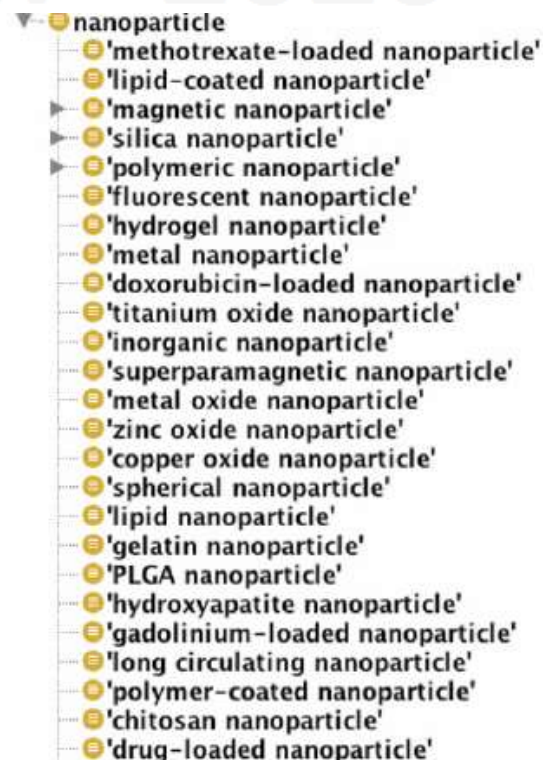 nanoparticle
'methotrexate-loaded nanoparticle'
'lipid-coated nanoparticle'
'magnetic nanoparticle'
'silica nanoparticle'
'polymeric nanoparticle'
'fluorescent nanoparticle'
'hydrogel nanoparticle'
'metal nanoparticle'
'doxorubicin-loaded nanoparticle'
'titanium oxide nanoparticle'
'inorganic nanoparticle'
'superparamagnetic nanoparticle'
'metal oxide nanoparticle'
'zinc oxide nanoparticle'
'copper oxide nanoparticle'
'spherical nanoparticle'
'lipid nanoparticle'
'gelatin nanoparticle'
'PLGA nanoparticle'
'hydroxyapatite nanoparticle'
'gadolinium-loaded nanoparticle'
'long circulating nanoparticle'
'polymer-coated nanoparticle'
'chitosan nanoparticle'
'drug-loaded nanoparticle'